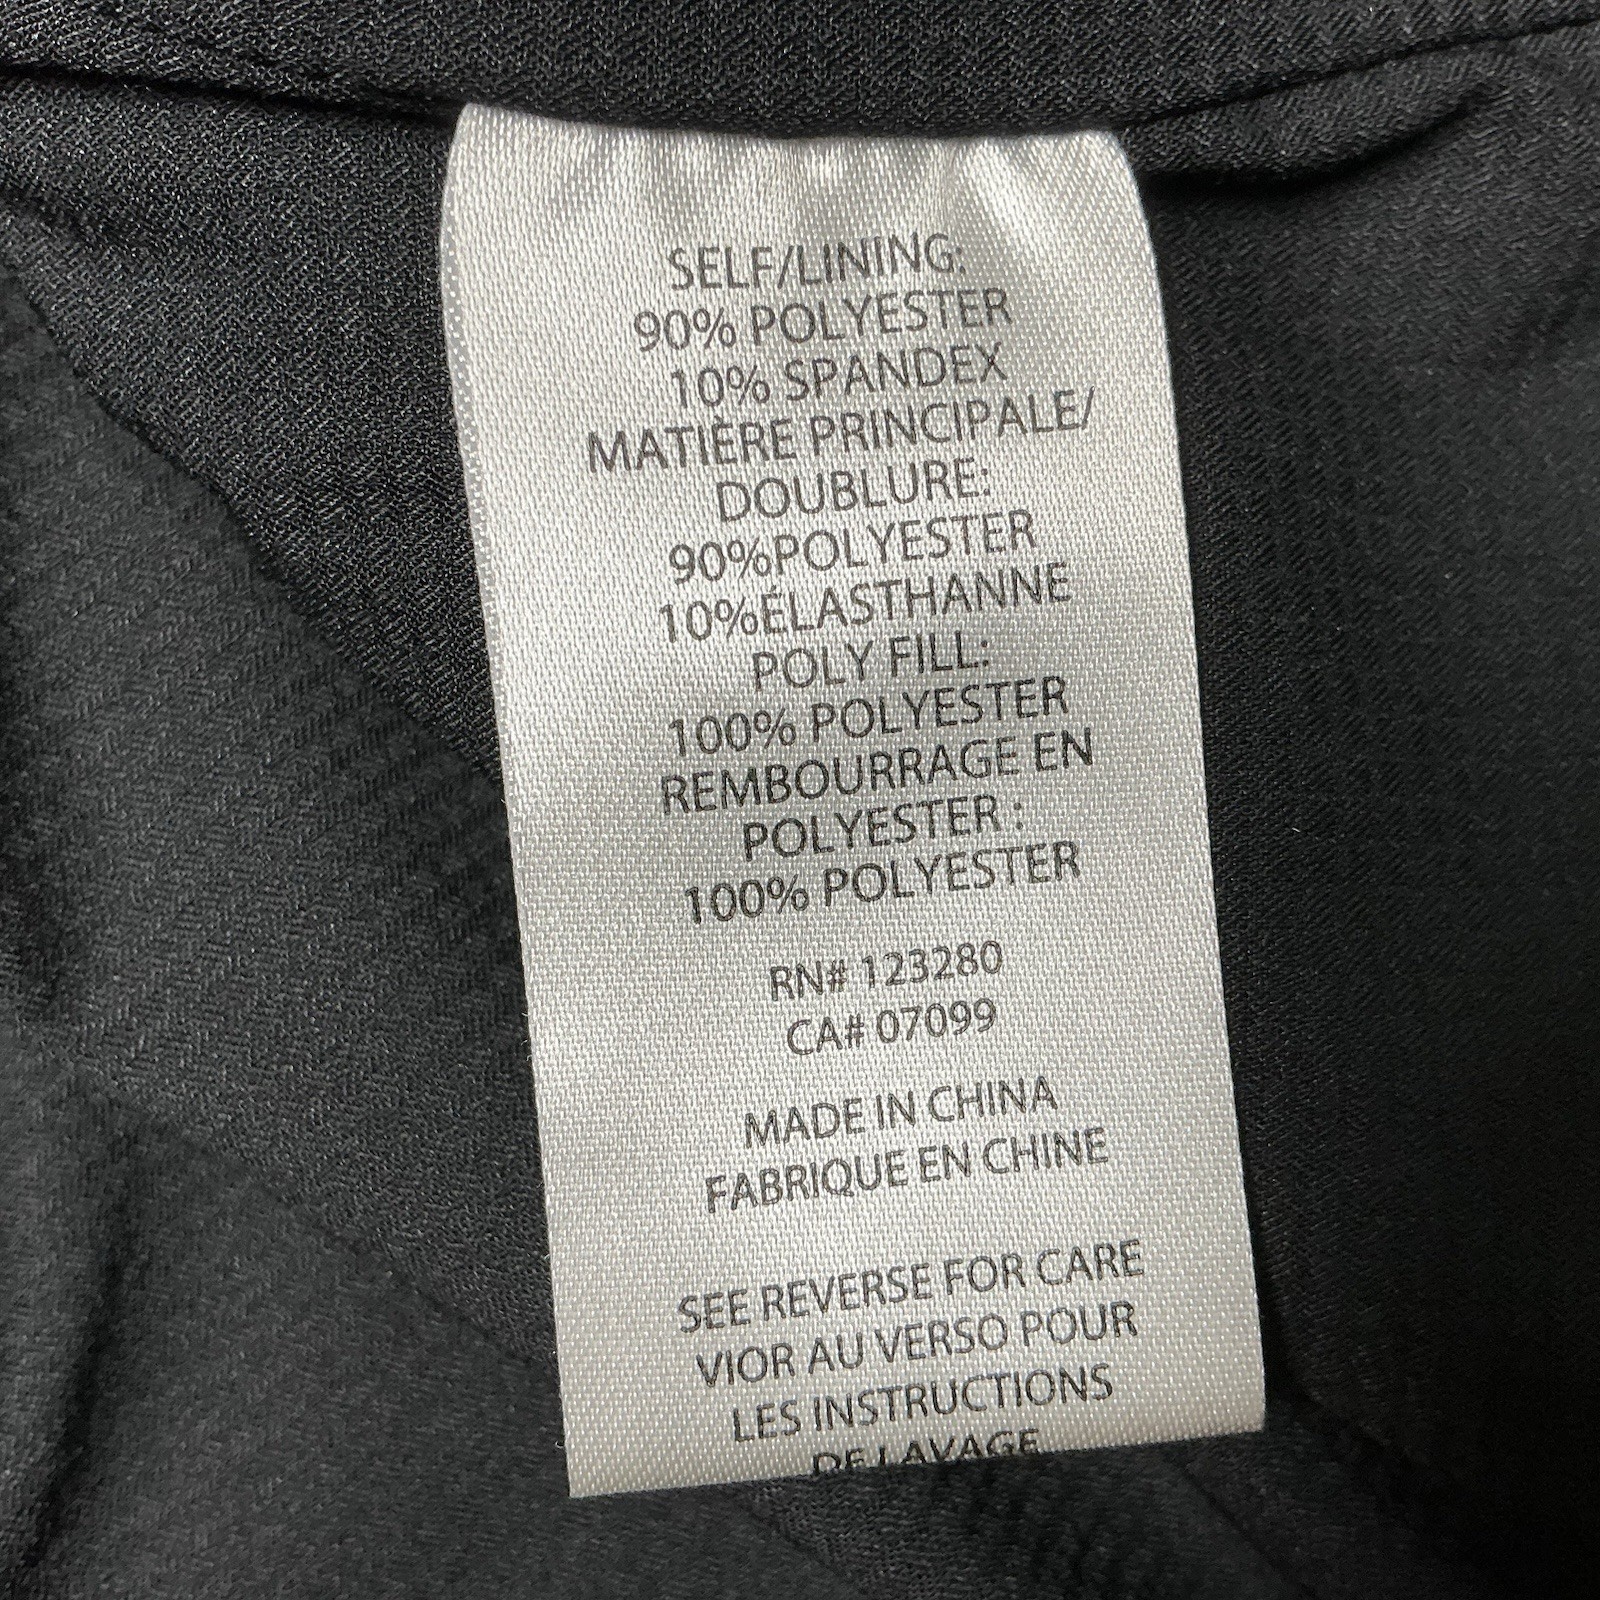 SELF/LINING:
90% POLYESTER
10% SPANDEX
MATIÈRE PRINCIPALE/
DOUBLURE:
90%POLYESTER
10%ÉLASTHANNE
POLY FILL:
100% POLYESTER
REMBOURRAGE EN
POLYESTER :
100% POLYESTER
RN# 123280
CA# 07099
MADE IN CHINA
FABRIQUE EN CHINE
SEE REVERSE FOR CARE
VIOR AU VERSO POUR
LES INSTRUCTIONS
DE LAVAGE